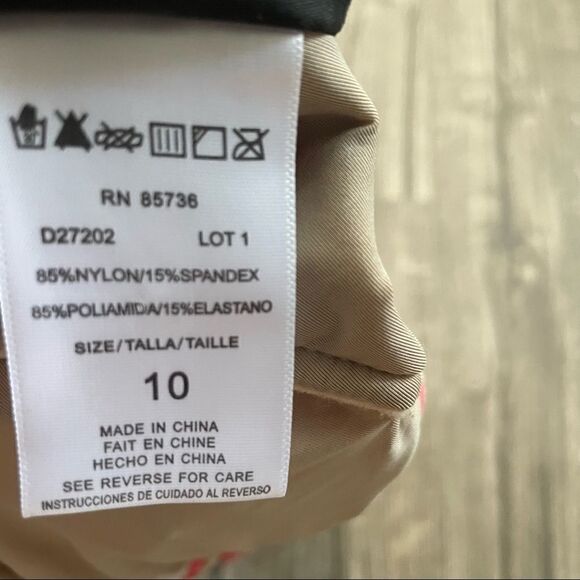 RN 85736
D27202 LOT 1
85%NYLON/15%SPANDEX
85%POLIAMIDA/15%ELASTANO
SIZE/TALLA/TAILLE
10
MADE IN CHINA
FAIT EN CHINE
HECHO EN CHINA
SEE REVERSE FOR CARE
INSTRUCCIONES DE CUIDADO AL REVERSO